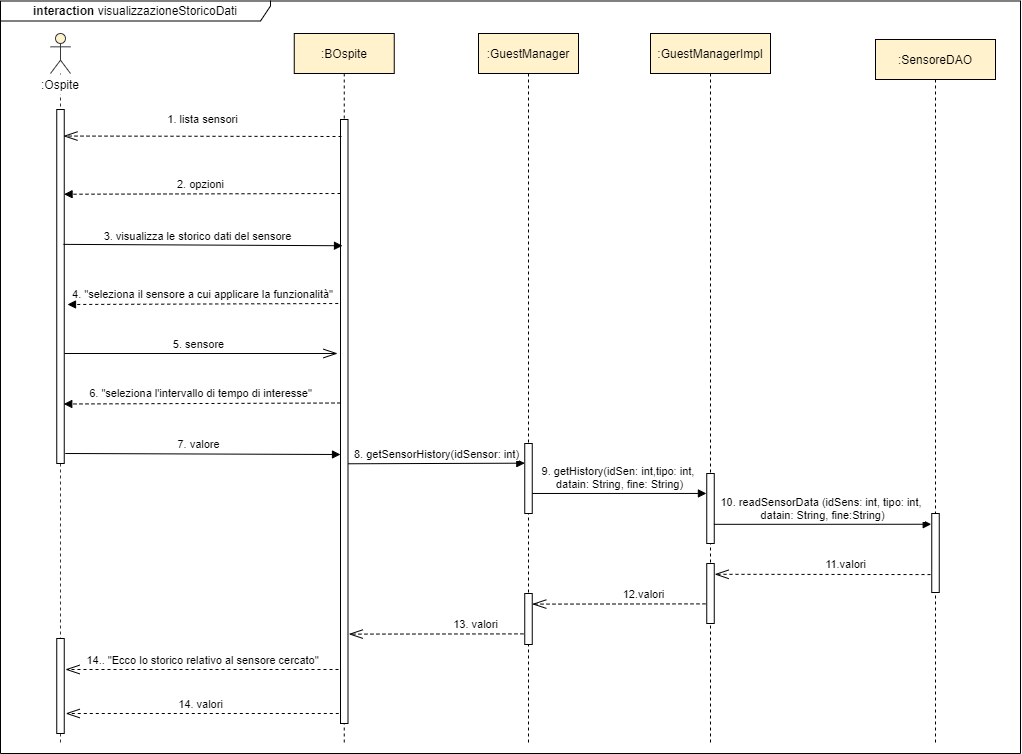 interaction visualizzazioneStoricoDati
:Ospite
:BOspite
:GuestManager
:GuestManagerImpl
:SensoreDAO
1. lista sensori
2. opzioni
3. visualizza le storico dati del sensore
4. "seleziona il sensore a cui applicare la funzionalità"
5. sensore
6. "seleziona l'intervallo di tempo di interesse"
7. valore
8. getSensorHistory(idSensor: int)
9. getHistory(idSen: int,tipo: int,
datain: String, fine: String)
10. readSensorData (idSens: int, tipo: int,
datain: String, fine:String)
11.valori
12.valori
13. valori
14.. "Ecco lo storico relativo al sensore cercato"
14. valori